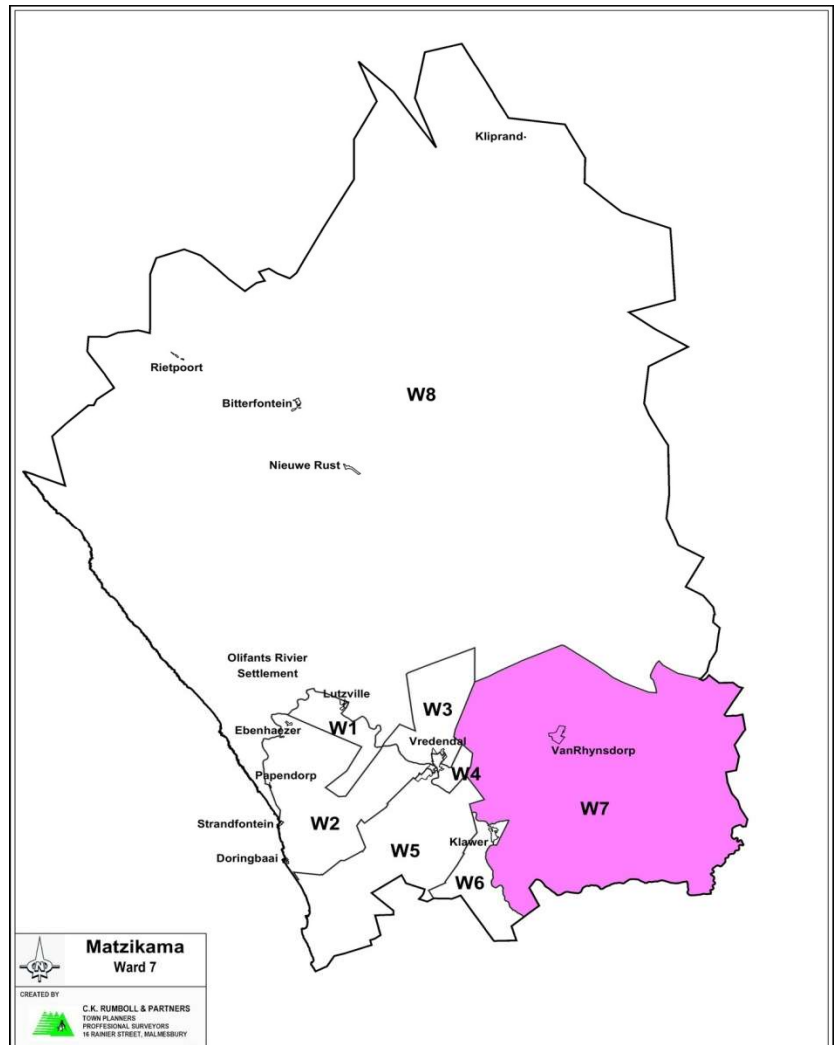 Kliprand-
Rietpoort
Bitterfontein
W8
Nieuwe Rust
Olifants Rivier
Settlement
Lutzville
W3
Ebenhaezer
W1
Vredendal
VanRhynsdorp
Papendorp
W4
W7
Strandfontein
W2
Klawer
Doringbaai
W5
W6
Matzikama
Ward 7
CREATED BY
C.K. RUMBOLL & PARTNERS
TOWN PLANNERS
PROFFESIONAL SURVEYORS
16 RAINIER STREET, MALMESBURY